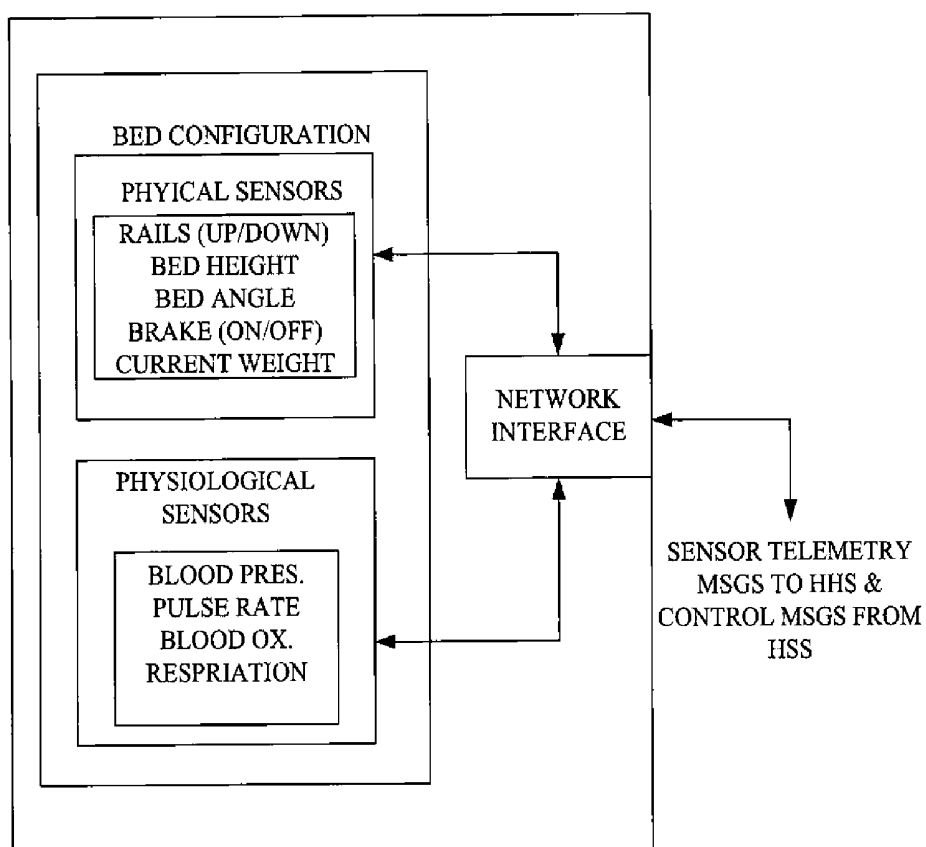 BED CONFIGURATION
PHYICAL SENSORS
RAILS (UP/DOWN)
BED HEIGHT
BED ANGLE
BRAKE (ON/OFF)
CURRENT WEIGHT
NETWORK
INTERFACE
PHYSIOLOGICAL
SENSORS
BLOOD PRES.
PULSE RATE
BLOOD OX.
RESPRIATION
SENSOR TELEMETRY
MSGS TO HHS &
CONTROL MSGS FROM
HSS